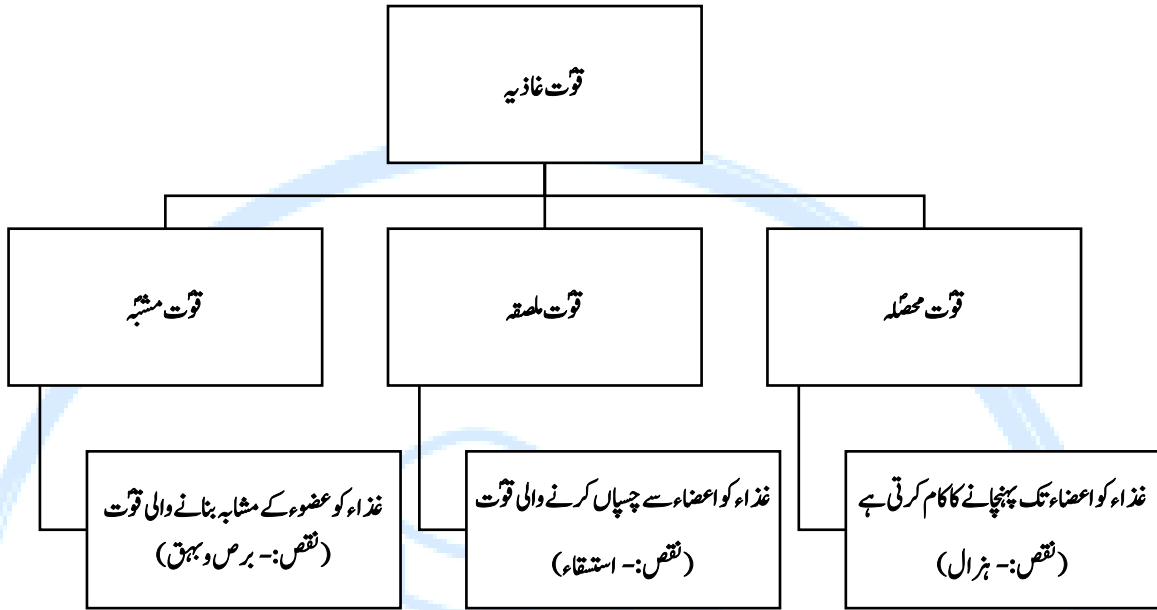 قوّت غاذیہ
قوّت محصّلہ
قوّت ملصقہ
قوّت مشبّہ
غذاء کو اعضاء تک پہنچانے کا کام کرتی ہے
(نقص:- ہزال)
غذاء کو اعضاء سے چسپاں کرنے والی قوّت
(نقص:- استسقاء)
غذاء کو عضوء کے مشابہ بنانے والی قوّت
(نقص:- برص و بہق)